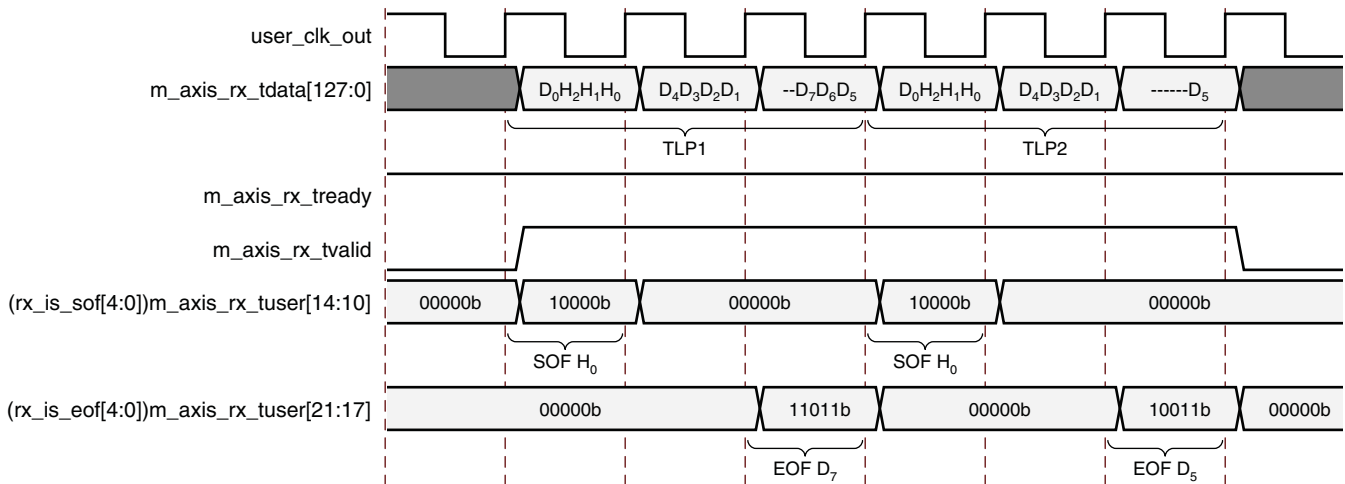 user_clk_out
m_axis_rx_tdata[127:0] D₀H₂H₁H₀ D₄D₃D₂D₁ --D₇D₆D₅ D₀H₂H₁H₀ D₄D₃D₂D₁ ------D₅
TLP1 TLP2
m_axis_rx_tready
m_axis_rx_tvalid
(rx_is_sof[4:0])m_axis_rx_tuser[14:10] 00000b 10000b 00000b 10000b 00000b
SOF H₀ SOF H₀
(rx_is_eof[4:0])m_axis_rx_tuser[21:17] 00000b 11011b 00000b 10011b 00000b
EOF D₇ EOF D₅